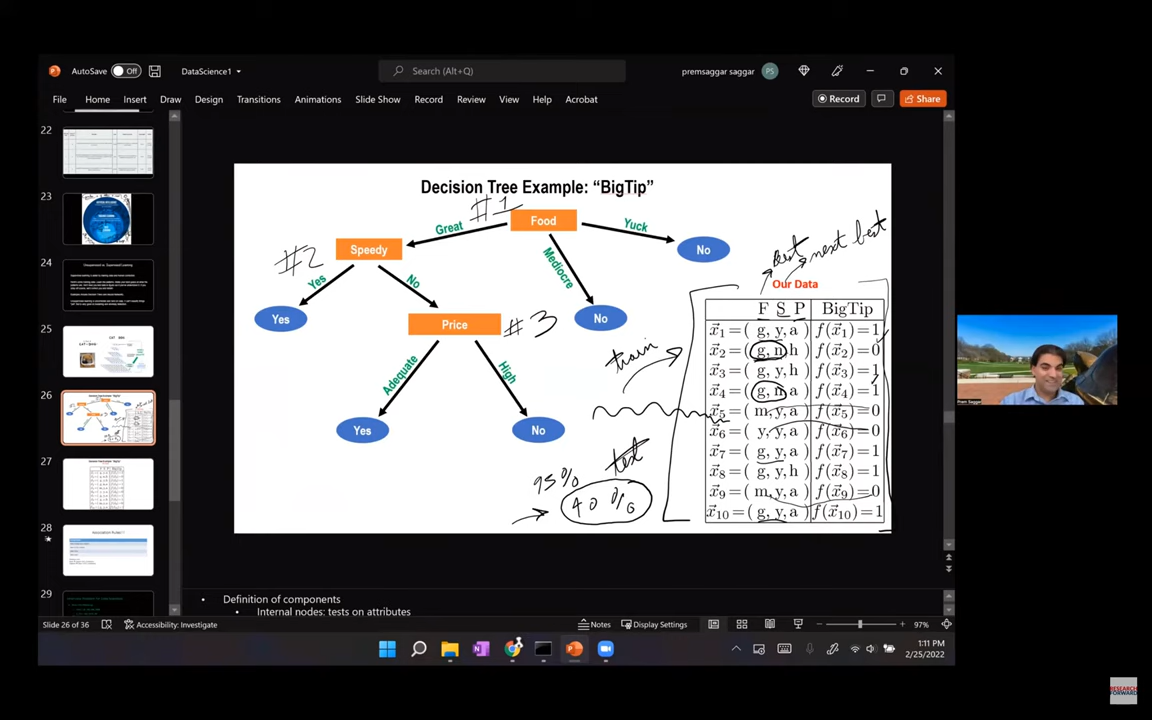 AutoSave Off DataScience1 Search (Alt+Q) premsaggar saggar PS
File Home Insert Draw Design Transitions Animations Slide Show Record Review View Help Acrobat Record Share
22
23
24
25
26
27
28
29
Decision Tree Example: "BigTip"
#1
Food
Great
Yuck
Mediocre
#2
Speedy
No
Yes
No
Best next best
Our Data
Yes
Price
#3
No
Adequate
High
Yes
No
train
test
95%
40%
F S P BigTip
x⃗1=( g, y, a ) f(x⃗1)=1
x⃗2=( g, n h ) f(x⃗2)=0
x⃗3=( g, y, h ) f(x⃗3)=1
x⃗4=( g, n a ) f(x⃗4)=1
x⃗5=( m, y, a ) f(x⃗5)=0
x⃗6=( y, y, a ) f(x⃗6)=0
x⃗7=( g, y, a ) f(x⃗7)=1
x⃗8=( g, y, h ) f(x⃗8)=1
x⃗9=( m, y, a ) f(x⃗9)=0
x⃗10=( g, y, a ) f(x⃗10)=1
Prem Saggar
• Definition of components
• Internal nodes: tests on attributes
Slide 26 of 36 Accessibility: Investigate Notes Display Settings 97%
1:11 PM
2/25/2022
RESEARCH
FORWARD